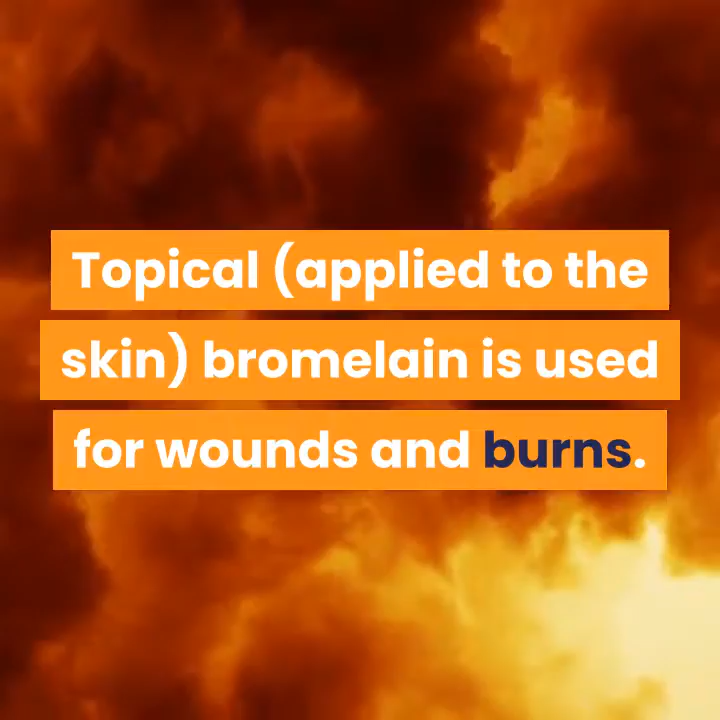 Topical (applied to the
skin) bromelain is used
for wounds and burns.